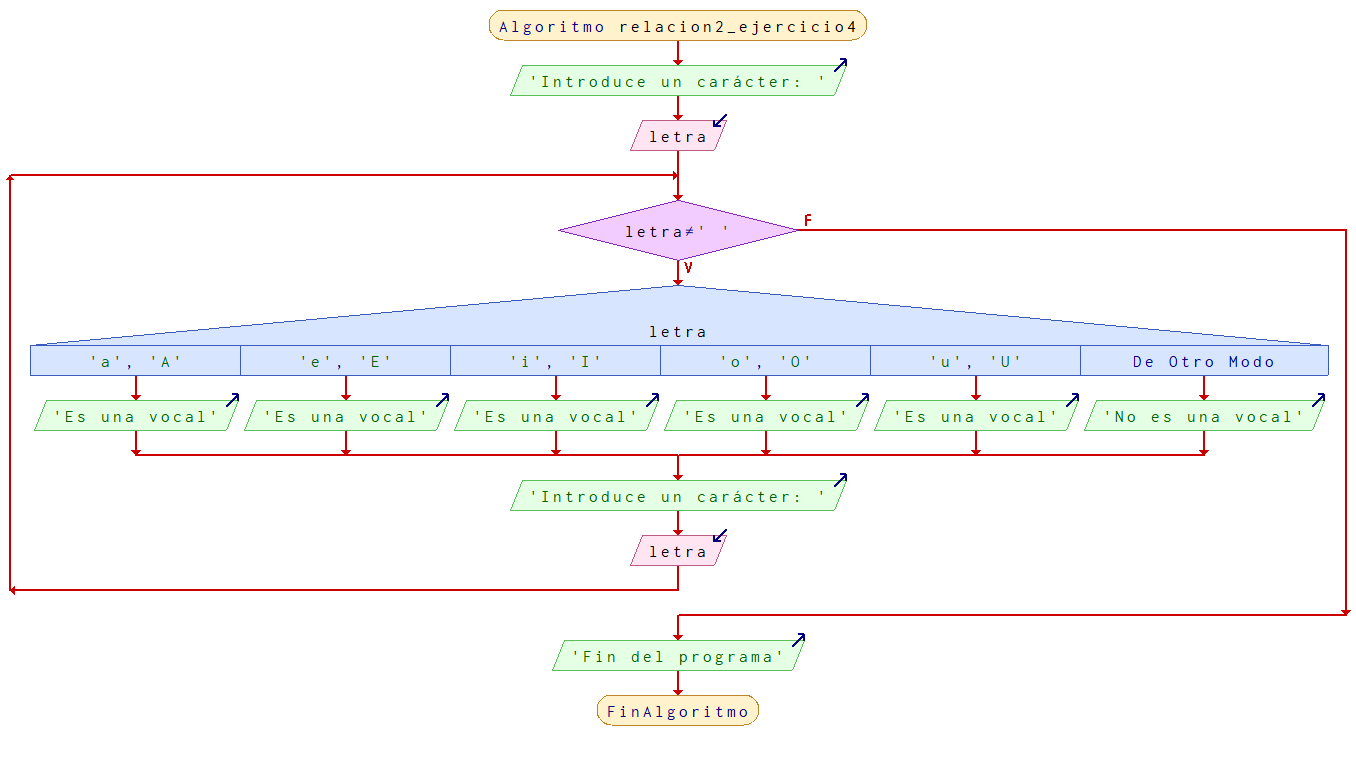 Algoritmo relacion2_ejercicio4
'Introduce un carácter: '
letra
letra≠' '
F
V
letra
'a', 'A' 'e', 'E' 'i', 'I' 'o', 'O' 'u', 'U' De Otro Modo
'Es una vocal' 'Es una vocal' 'Es una vocal' 'Es una vocal' 'Es una vocal' 'No es una vocal'
'Introduce un carácter: '
letra
'Fin del programa'
FinAlgoritmo